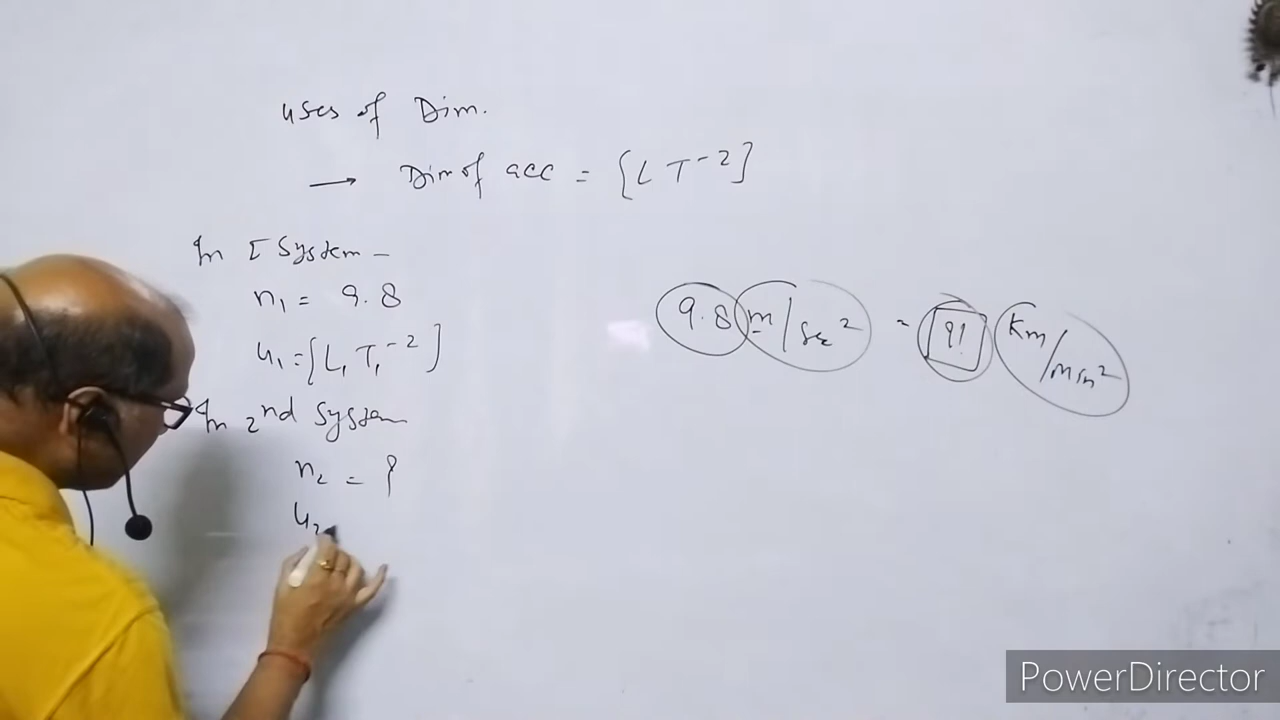 uses of Dim.
→ Dim of acc = [L T⁻²]
In I System –
n₁ = 9.8
u₁ = [L₁ T₁⁻²]
In 2nd System
n₂ = ?
u₂
9.8 m/sec² = ?! Km/min²
PowerDirector